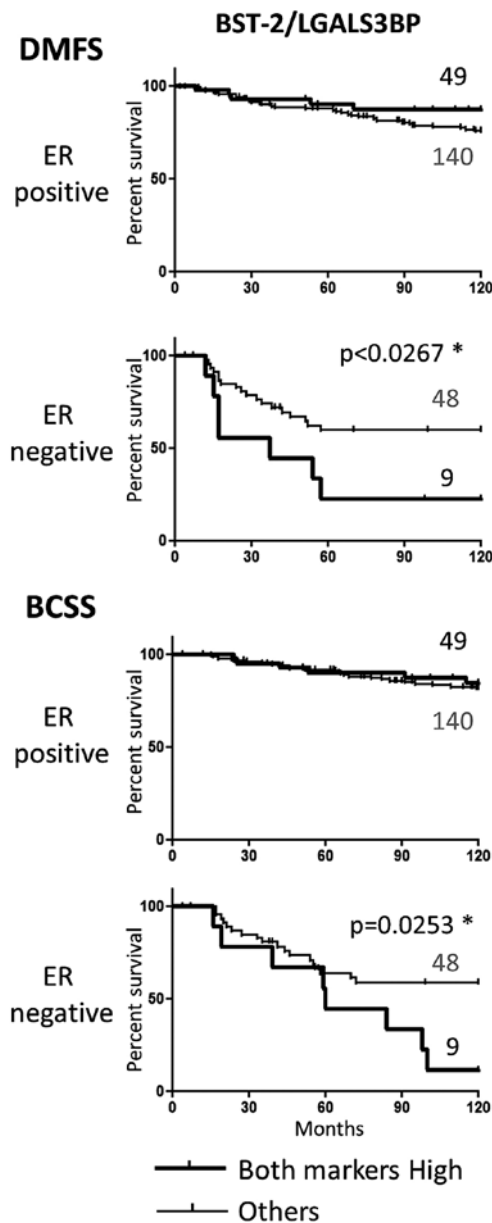 BST-2/LGALS3BP
DMFS
ER
positive
Percent survival
100
50
0
0 30 60 90 120
49
140
ER
negative
Percent survival
100
50
0
0 30 60 90 120
p<0.0267 *
48
9
BCSS
ER
positive
Percent survival
100
50
0
0 30 60 90 120
49
140
ER
negative
Percent survival
100
50
0
0 30 60 90 120
p=0.0253 *
48
9
Months
Both markers High
Others